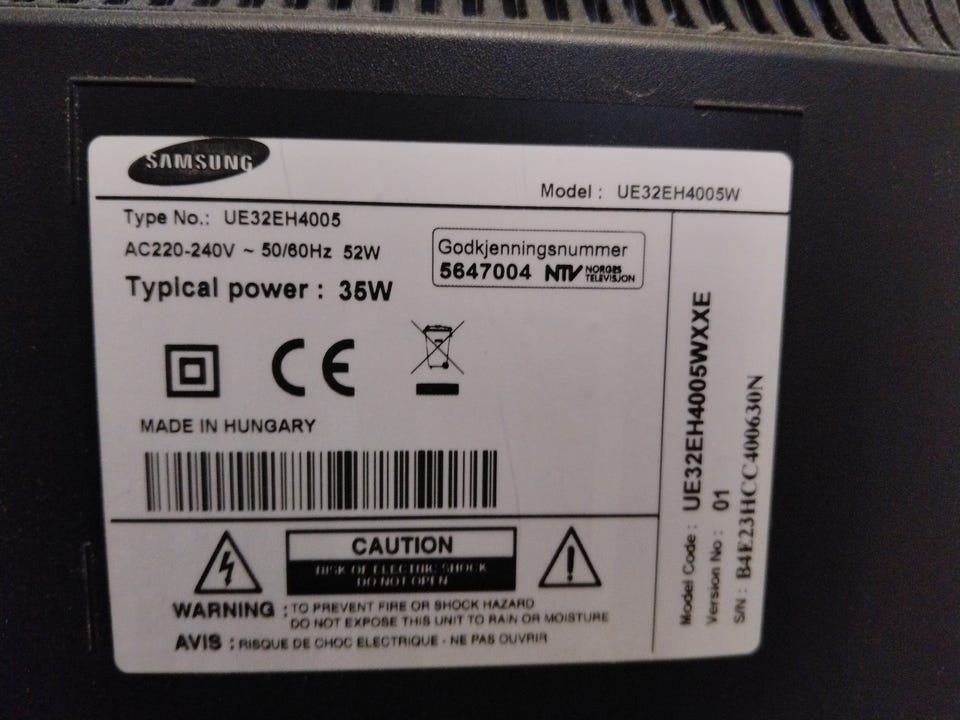 SAMSUNG
Model : UE32EH4005W
Type No.: UE32EH4005
AC220-240V ~ 50/60Hz 52W
Typical power : 35W
Godkjenningsnummer
5647004 NTV NORGES TELEVISJON
CE
MADE IN HUNGARY
CAUTION
RISK OF ELECTRIC SHOCK
DO NOT OPEN
WARNING : TO PREVENT FIRE OR SHOCK HAZARD
DO NOT EXPOSE THIS UNIT TO RAIN OR MOISTURE
AVIS : RISQUE DE CHOC ELECTRIQUE - NE PAS OUVRIR
Model Code : UE32EH4005WXXE
Version No : 01
S/N : B4E23HCC400630N